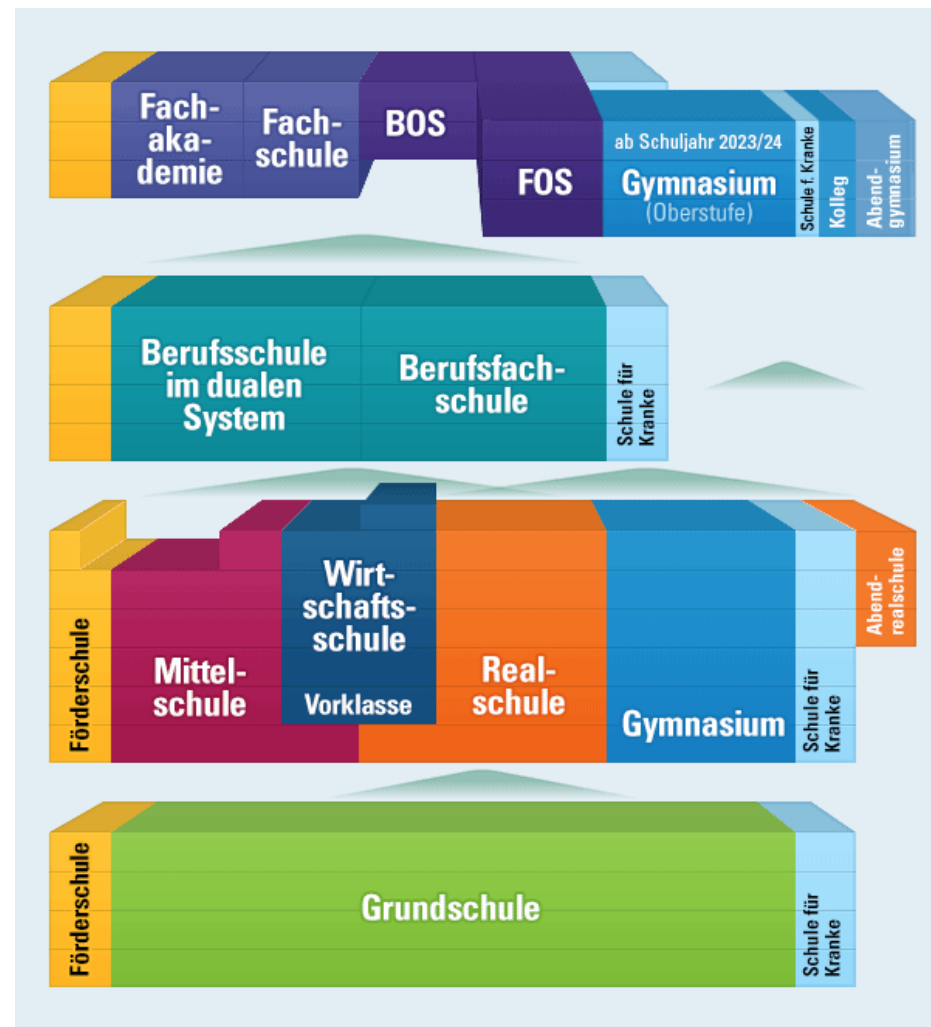 Fach-
aka-
demie
Fach-
schule
BOS
FOS
ab Schuljahr 2023/24
Gymnasium
(Oberstufe)
Schule f. Kranke
Kolleg
Abend-
gymnasium
Berufsschule
im dualen
System
Berufsfach-
schule
Schule für
Kranke
Förderschule
Mittel-
schule
Wirt-
schafts-
schule
Vorklasse
Real-
schule
Gymnasium
Schule für
Kranke
Abend-
realschule
Förderschule
Grundschule
Schule für
Kranke